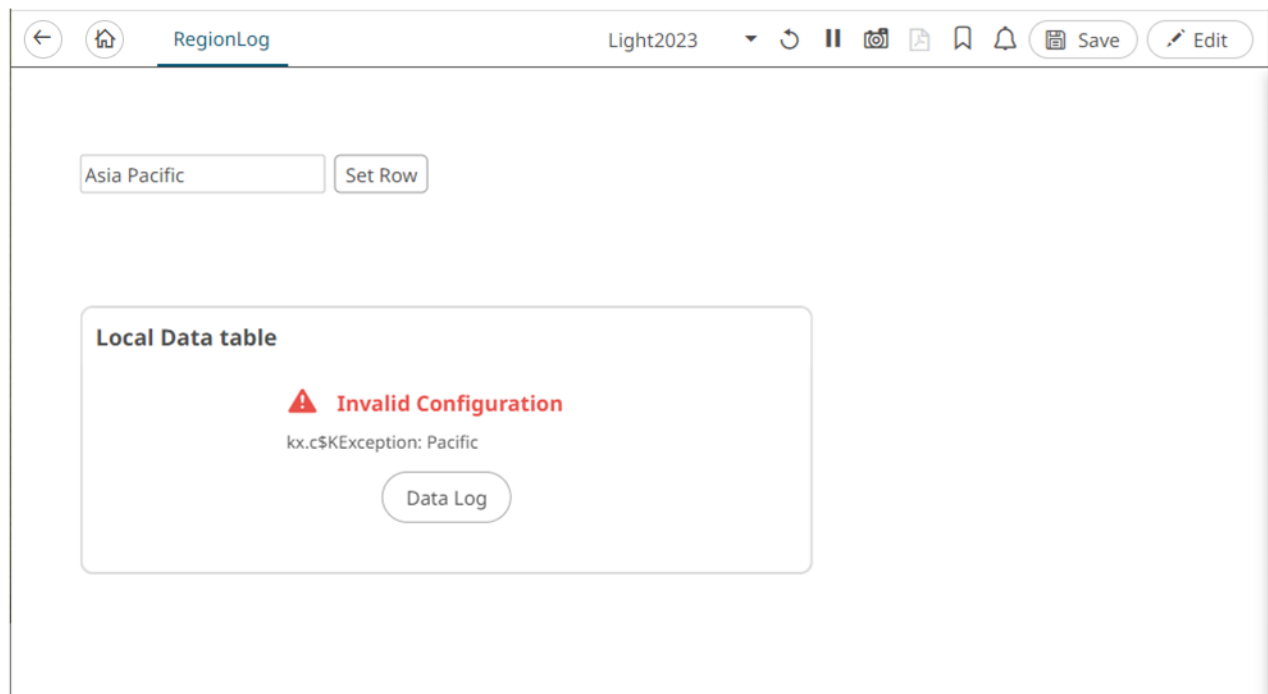 RegionLog
Light2023
Save
Edit
Asia Pacific
Set Row
Local Data table
Invalid Configuration
kx.c$KException: Pacific
Data Log